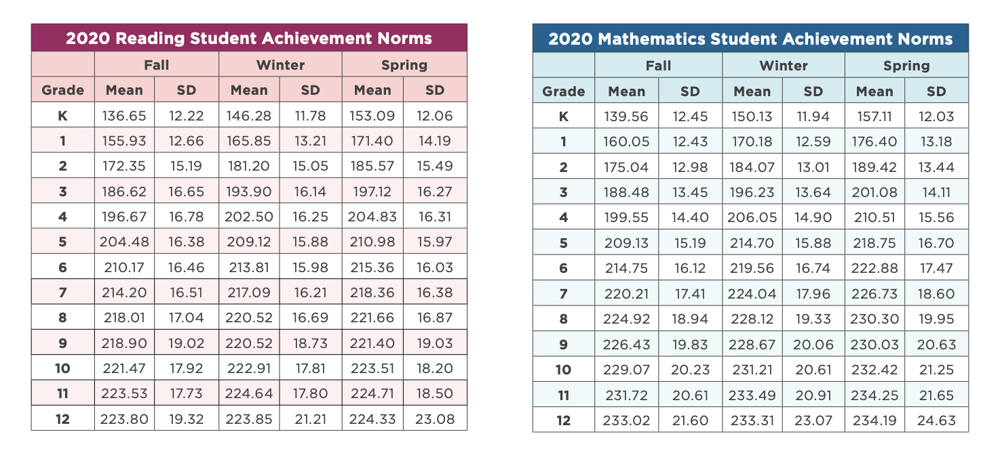 2020 Reading Student Achievement Norms
Fall Winter Spring
Grade Mean SD Mean SD Mean SD
K 136.65 12.22 146.28 11.78 153.09 12.06
1 155.93 12.66 165.85 13.21 171.40 14.19
2 172.35 15.19 181.20 15.05 185.57 15.49
3 186.62 16.65 193.90 16.14 197.12 16.27
4 196.67 16.78 202.50 16.25 204.83 16.31
5 204.48 16.38 209.12 15.88 210.98 15.97
6 210.17 16.46 213.81 15.98 215.36 16.03
7 214.20 16.51 217.09 16.21 218.36 16.38
8 218.01 17.04 220.52 16.69 221.66 16.87
9 218.90 19.02 220.52 18.73 221.40 19.03
10 221.47 17.92 222.91 17.81 223.51 18.20
11 223.53 17.73 224.64 17.80 224.71 18.50
12 223.80 19.32 223.85 21.21 224.33 23.08
2020 Mathematics Student Achievement Norms
Fall Winter Spring
Grade Mean SD Mean SD Mean SD
K 139.56 12.45 150.13 11.94 157.11 12.03
1 160.05 12.43 170.18 12.59 176.40 13.18
2 175.04 12.98 184.07 13.01 189.42 13.44
3 188.48 13.45 196.23 13.64 201.08 14.11
4 199.55 14.40 206.05 14.90 210.51 15.56
5 209.13 15.19 214.70 15.88 218.75 16.70
6 214.75 16.12 219.56 16.74 222.88 17.47
7 220.21 17.41 224.04 17.96 226.73 18.60
8 224.92 18.94 228.12 19.33 230.30 19.95
9 226.43 19.83 228.67 20.06 230.03 20.63
10 229.07 20.23 231.21 20.61 232.42 21.25
11 231.72 20.61 233.49 20.91 234.25 21.65
12 233.02 21.60 233.31 23.07 234.19 24.63